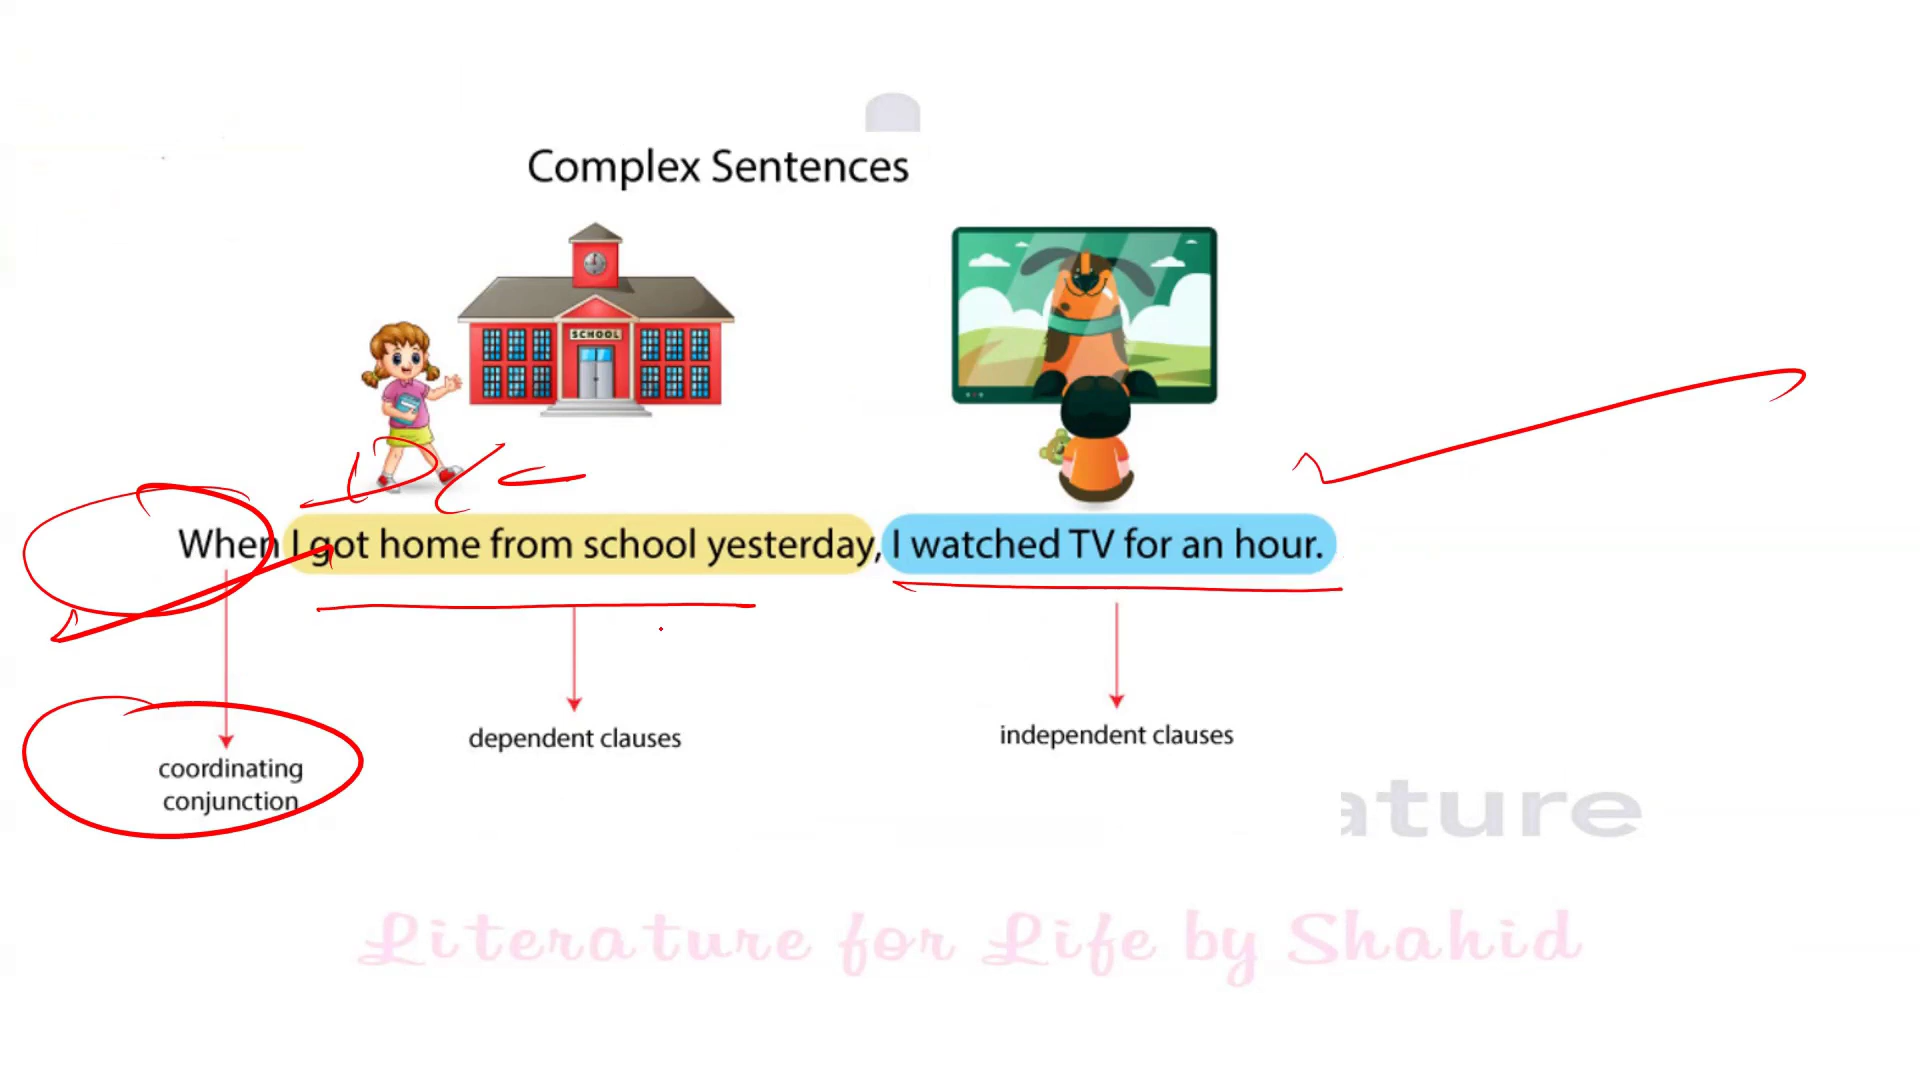 Complex Sentences
SCHOOL
When I got home from school yesterday, I watched TV for an hour.
dependent clauses
independent clauses
coordinating
conjunction
ature
Literature for Life by Shahid